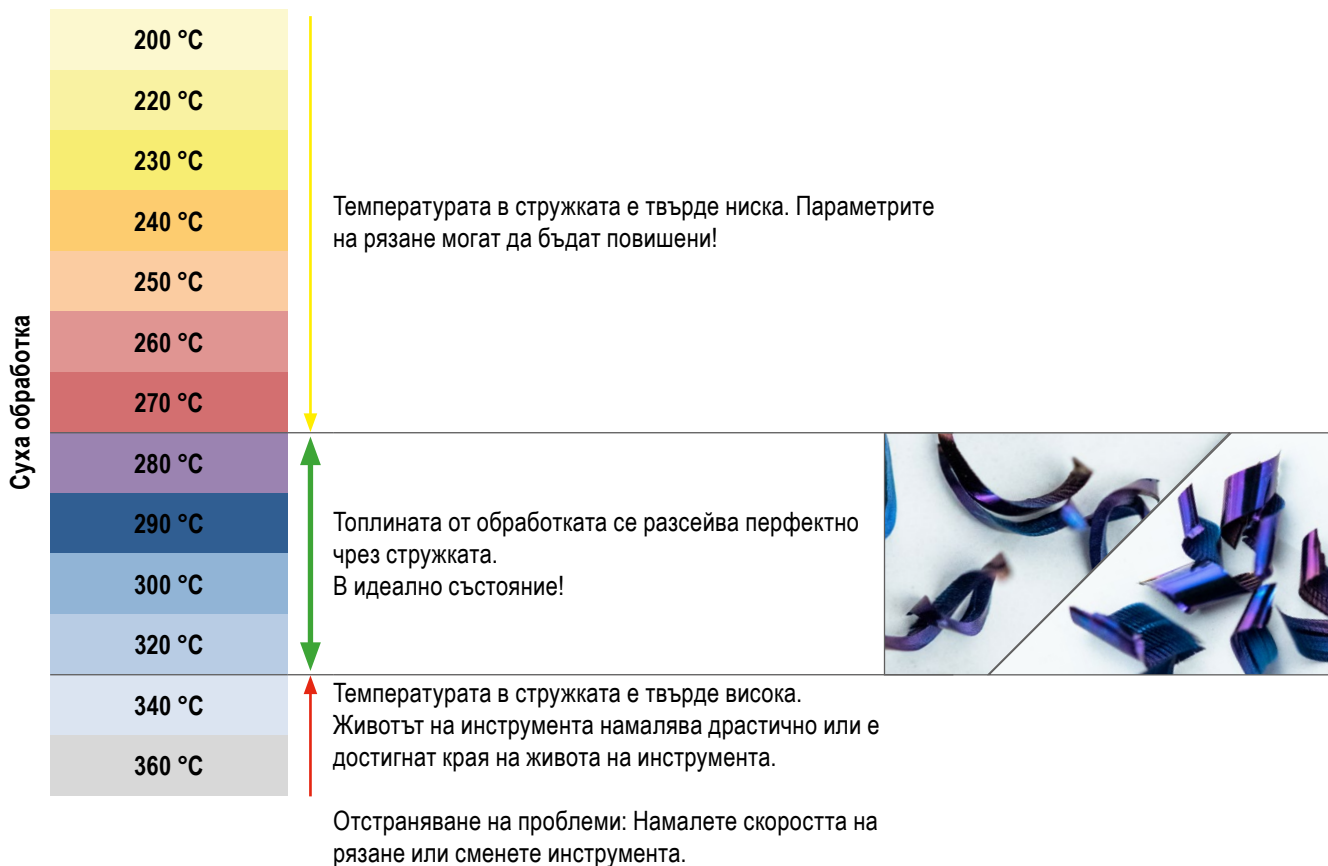 Суха обработка
200 °C
220 °C
230 °C
240 °C
250 °C
260 °C
270 °C
280 °C
290 °C
300 °C
320 °C
340 °C
360 °C
Температурата в стружката е твърде ниска. Параметрите
на рязане могат да бъдат повишени!
Топлината от обработката се разсейва перфектно
чрез стружката.
В идеално състояние!
Температурата в стружката е твърде висока.
Животът на инструмента намалява драстично или е
достигнат края на живота на инструмента.
Отстраняване на проблеми: Намалете скоростта на
рязане или сменете инструмента.